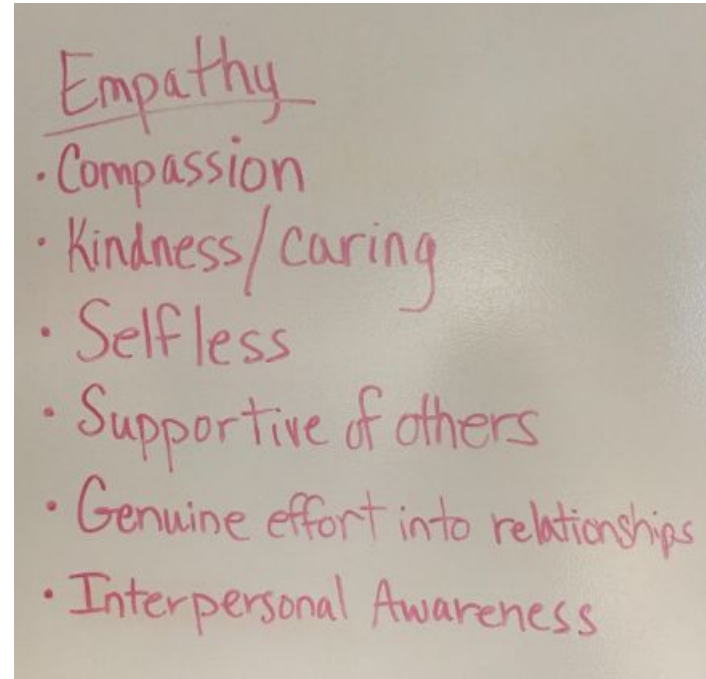 Empathy
· Compassion
· Kindness/caring
· Selfless
· Supportive of others
· Genuine effort into relationships
· Interpersonal Awareness